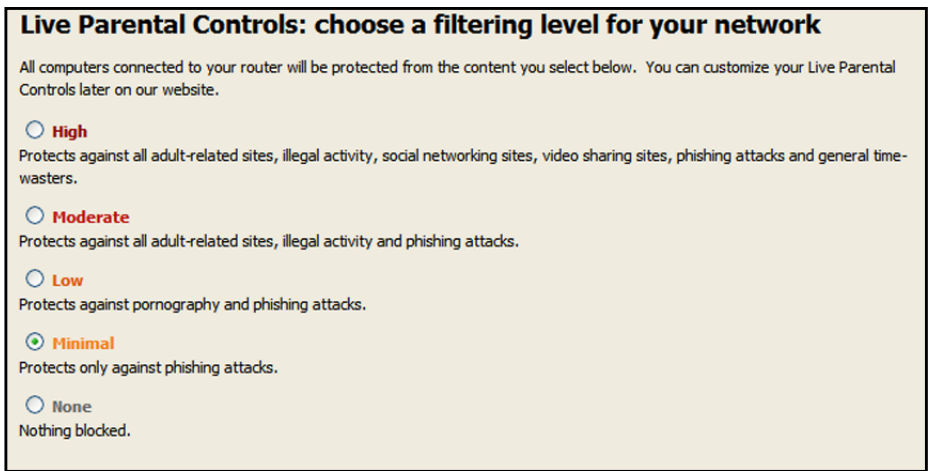 Live Parental Controls: choose a filtering level for your network
All computers connected to your router will be protected from the content you select below. You can customize your Live Parental
Controls later on our website.
High
Protects against all adult-related sites, illegal activity, social networking sites, video sharing sites, phishing attacks and general time-
wasters.
Moderate
Protects against all adult-related sites, illegal activity and phishing attacks.
Low
Protects against pornography and phishing attacks.
Minimal
Protects only against phishing attacks.
None
Nothing blocked.